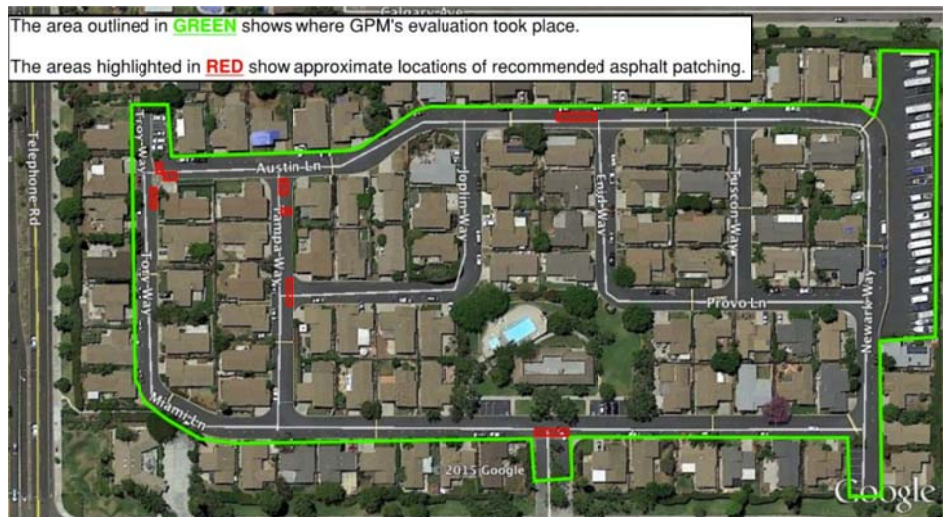 Calgary Ave
The area outlined in GREEN shows where GPM's evaluation took place.
The areas highlighted in RED show approximate locations of recommended asphalt patching.
Telephone Rd
Troy Way
Austin Ln
Tampa Way
Joplin Way
Enid Way
Tuscon Way
Troy Way
Provo Ln
Newark Way
Miami Ln
© 2015 Google
Google